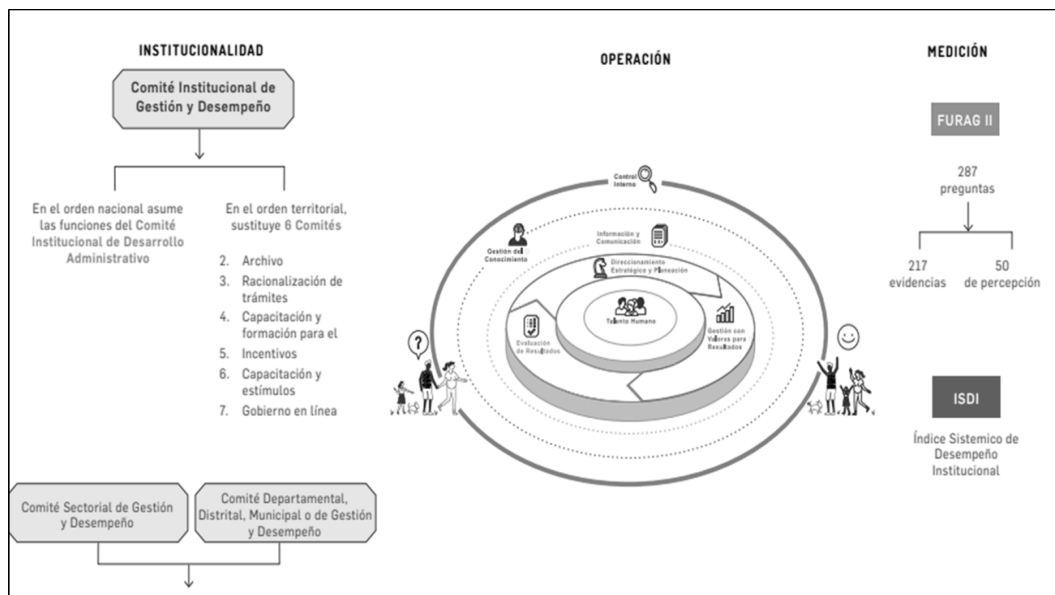 INSTITUCIONALIDAD
Comité Institucional de
Gestión y Desempeño
En el orden nacional asume
las funciones del Comité
Institucional de Desarrollo
Administrativo
En el orden territorial,
sustituye 6 Comités
2. Archivo
3. Racionalización de
trámites
4. Capacitación y
formación para el
5. Incentivos
6. Capacitación y
estímulos
7. Gobierno en línea
Comité Sectorial de Gestión
y Desempeño
Comité Departamental,
Distrital, Municipal o de Gestión
y Desempeño
OPERACIÓN
Control
Interna
Información y
Comunicación
Gestión del
Conocimiento
Direccionamiento
Estratégico y Planeación
Talento Humano
Evaluación
de Resultados
Gestión con
Valores para
Resultados
?
MEDICIÓN
FURAG II
287
preguntas
217
evidencias
50
de percepción
ISDI
Índice Sistemico de
Desempeño
Institucional